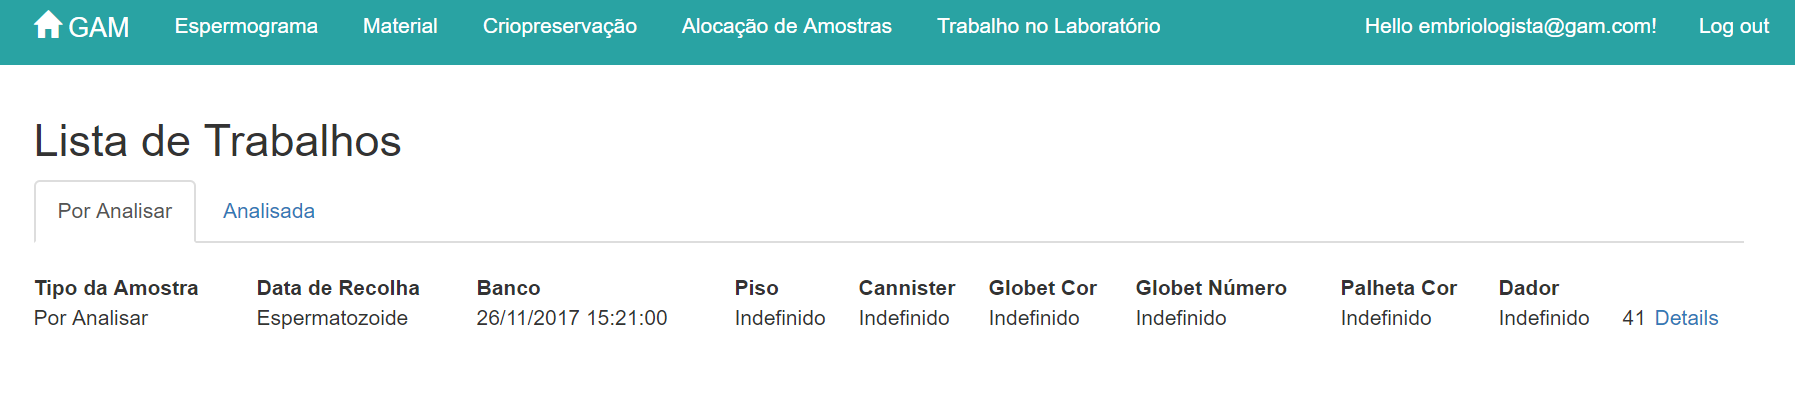 GAM Espermograma Material Criopreservação Alocação de Amostras Trabalho no Laboratório Hello embriologista@gam.com! Log out
Lista de Trabalhos
Por Analisar Analisada
Tipo da Amostra Data de Recolha Banco Piso Cannister Globet Cor Globet Número Palheta Cor Dador
Por Analisar Espermatozoide 26/11/2017 15:21:00 Indefinido Indefinido Indefinido Indefinido Indefinido Indefinido 41 Details